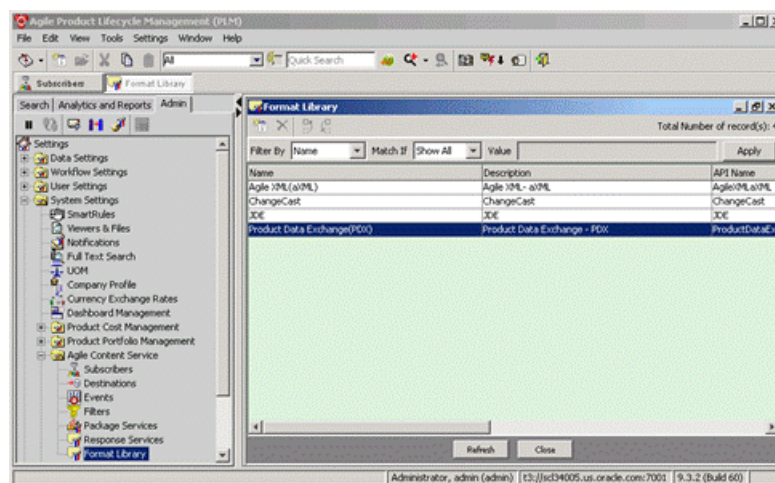 Agile Product Lifecycle Management (PLM)
File Edit View Tools Settings Window Help
All Quick Search
Subscribers Format Library
Search Analytics and Reports Admin
Settings
Data Settings
Workflow Settings
User Settings
System Settings
SmartRules
Viewers & Files
Notifications
Full Text Search
UOM
Company Profile
Currency Exchange Rates
Dashboard Management
Product Cost Management
Product Portfolio Management
Agile Content Service
Subscribers
Destinations
Events
Filters
Package Services
Response Services
Format Library
Format Library
Total Number of record(s):
Filter By Name Match If Show All Value Apply
Name Description API Name
Agile XML(aXML) Agile XML - aXML AgileXMLaXML
ChangeCast ChangeCast ChangeCast
JDE JDE JDE
Product Data Exchange(PDX) Product Data Exchange - PDX ProductDataEx
Refresh Close
Administrator, admin (admin) t3://scl34005.us.oracle.com:7001 9.3.2 (Build 60)